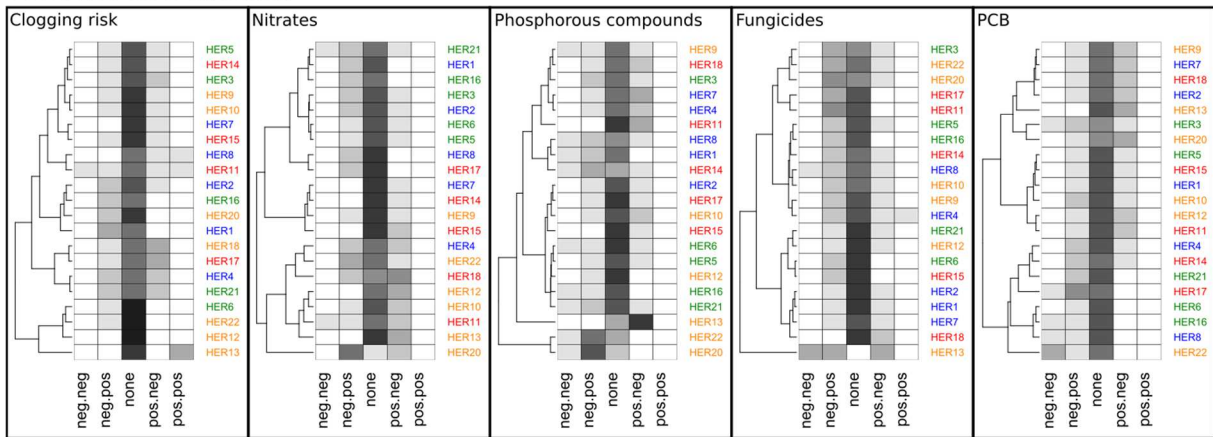 Clogging risk
HER5
HER14
HER3
HER9
HER10
HER7
HER15
HER8
HER11
HER2
HER16
HER20
HER1
HER18
HER17
HER4
HER21
HER6
HER22
HER12
HER13
neg.neg
neg.pos
none
pos.neg
pos.pos
Nitrates
HER21
HER1
HER16
HER3
HER2
HER6
HER5
HER8
HER17
HER7
HER14
HER9
HER15
HER4
HER22
HER18
HER12
HER10
HER11
HER13
HER20
neg.neg
neg.pos
none
pos.neg
pos.pos
Phosphorous compounds
HER9
HER18
HER3
HER7
HER4
HER11
HER8
HER1
HER14
HER2
HER17
HER10
HER15
HER6
HER5
HER12
HER16
HER21
HER13
HER22
HER20
neg.neg
neg.pos
none
pos.neg
pos.pos
Fungicides
HER3
HER22
HER20
HER17
HER11
HER5
HER16
HER14
HER8
HER10
HER9
HER4
HER21
HER12
HER6
HER15
HER2
HER1
HER7
HER18
HER13
neg.neg
neg.pos
none
pos.neg
pos.pos
PCB
HER9
HER7
HER18
HER2
HER13
HER3
HER20
HER5
HER15
HER1
HER10
HER12
HER11
HER4
HER14
HER21
HER17
HER6
HER16
HER8
HER22
neg.neg
neg.pos
none
pos.neg
pos.pos